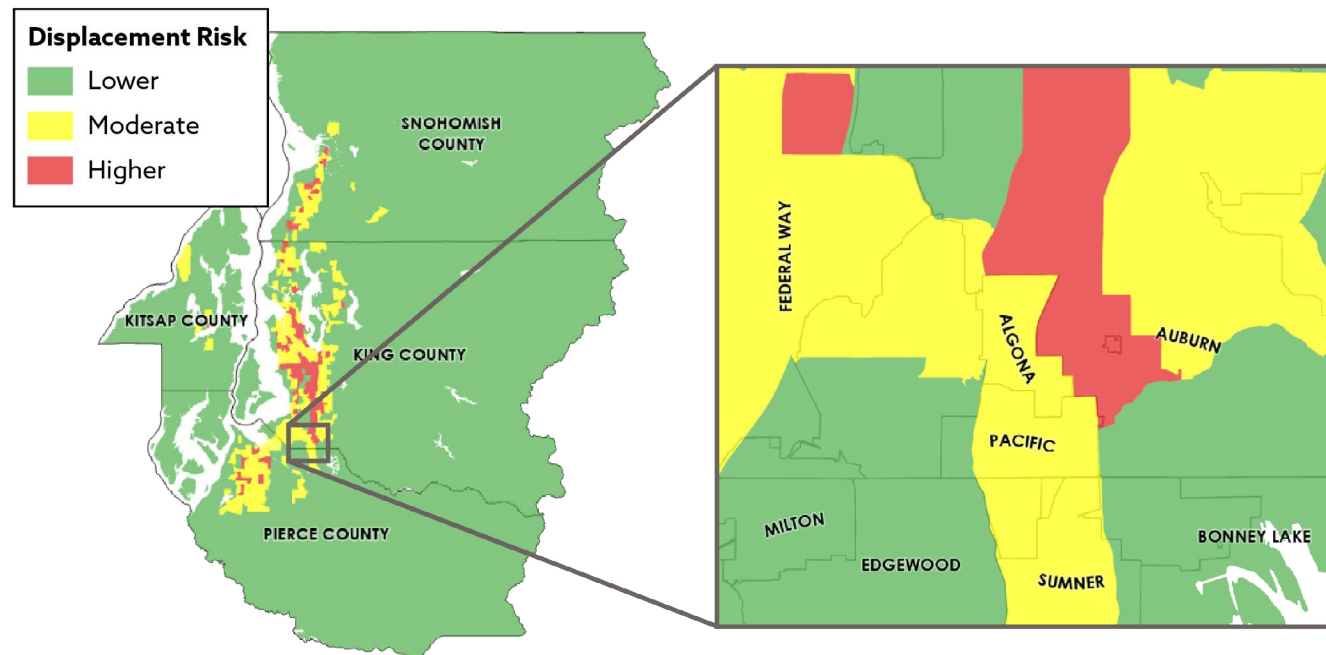 Displacement Risk
Lower
Moderate
Higher
SNOHOMISH
COUNTY
KITSAP COUNTY
KING COUNTY
PIERCE COUNTY
FEDERAL WAY
ALGONA
AUBURN
PACIFIC
MILTON
EDGEWOOD
SUMNER
BONNEY LAKE